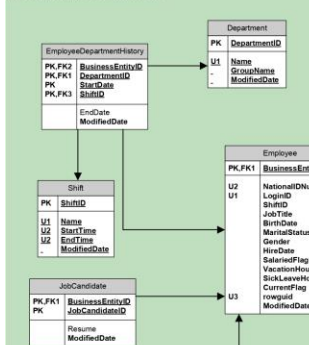 Department
PK DepartmentID
U1 Name
GroupName
ModifiedDate
EmployeeDepartmentHistory
PK,FK2 BusinessEntityID
PK,FK1 DepartmentID
PK StartDate
PK,FK3 ShiftID
EndDate
ModifiedDate
Shift
PK ShiftID
U1 Name
U2 StartTime
U2 EndTime
ModifiedDate
Employee
PK,FK1 BusinessEnt
U2 NationalIDNu
U1 LoginID
ShiftID
JobTitle
BirthDate
MaritalStatus
Gender
HireDate
SalariedFlag
VacationHou
SickLeaveHo
CurrentFlag
U3 rowguid
ModifiedDate
JobCandidate
PK,FK1 BusinessEntityID
PK JobCandidateID
Resume
ModifiedDate